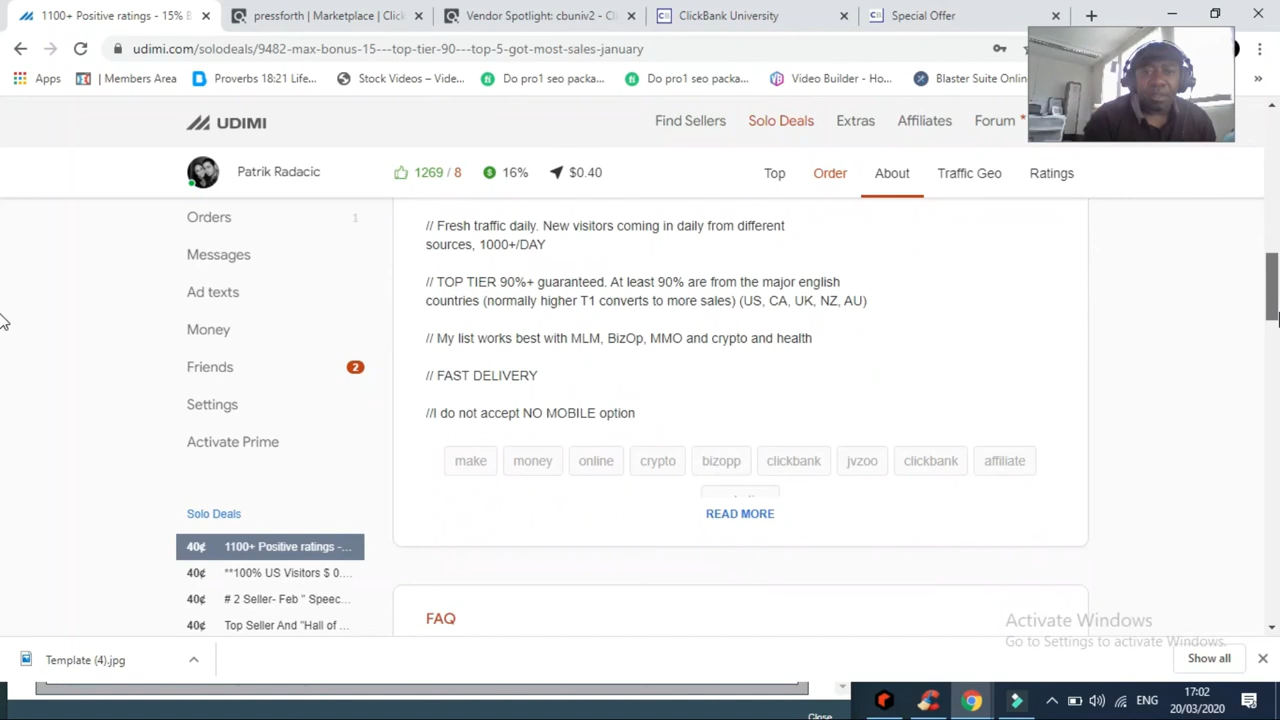 1100+ Positive ratings - 15% B
pressforth | Marketplace | Click
Vendor Spotlight: cbuniv2 - Cli
ClickBank University
Special Offer
udimi.com/solodeals/9482-max-bonus-15---top-tier-90---top-5-got-most-sales-january
Apps
| Members Area
Proverbs 18:21 Life...
Stock Videos – Vide...
Do pro1 seo packa...
Do pro1 seo packa...
Video Builder - Ho...
Blaster Suite Onlin
UDIMI
Find Sellers
Solo Deals
Extras
Affiliates
Forum *
Patrik Radacic
1269 / 8
16%
$0.40
Top
Order
About
Traffic Geo
Ratings
Orders 1
Messages
Ad texts
Money
Friends 2
Settings
Activate Prime
Solo Deals
40¢ 1100+ Positive ratings -...
40¢ **100% US Visitors $ 0....
40¢ # 2 Seller- Feb " Speec...
40¢ Top Seller And "Hall of ...
// Fresh traffic daily. New visitors coming in daily from different
sources, 1000+/DAY
// TOP TIER 90%+ guaranteed. At least 90% are from the major english
countries (normally higher T1 converts to more sales) (US, CA, UK, NZ, AU)
// My list works best with MLM, BizOp, MMO and crypto and health
// FAST DELIVERY
//I do not accept NO MOBILE option
make money online crypto bizopp clickbank jvzoo clickbank affiliate
READ MORE
FAQ
Activate Windows
Go to Settings to activate Windows.
Template (4).jpg
Show all
Close
ENG
17:02
20/03/2020